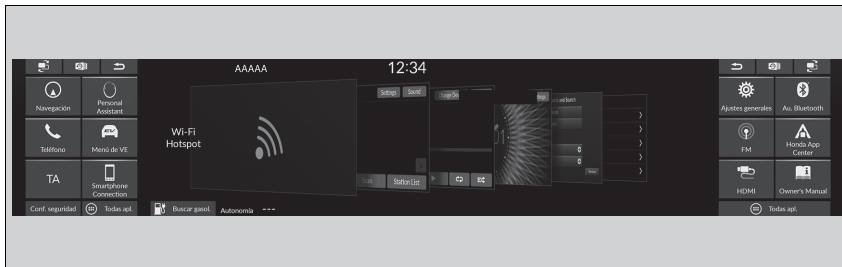 AAAAA
12:34
Navegación
Personal
Assistant
Teléfono
Menú de VE
TA
Smartphone
Connection
Conf. seguridad
Todas apl.
Wi-Fi
Hotspot
Settings
Sound
Change
Scan
Station List
Buscar gasol.
Autonomía ---
Ajustes generales
Au. Bluetooth
FM
Honda App
Center
HDMI
Owner's Manual
Todas apl.